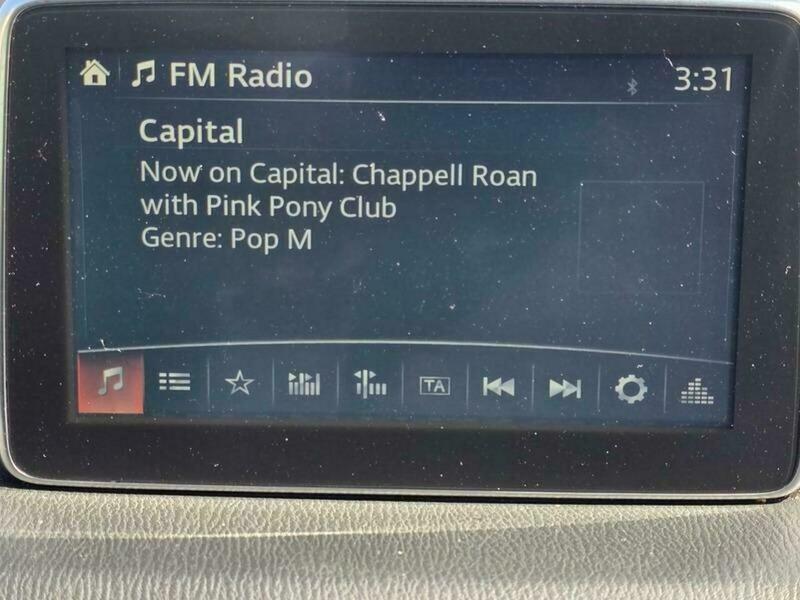 FM Radio
3:31
Capital
Now on Capital: Chappell Roan
with Pink Pony Club
Genre: Pop M
TA